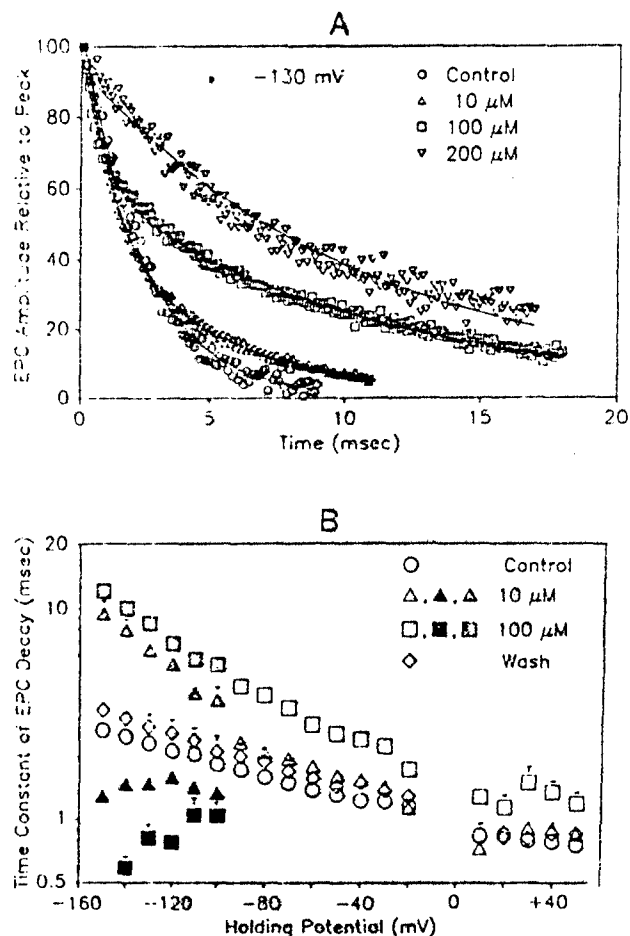 A
EPC Amplitude Relative to Peak
100
80
60
40
20
0
−130 mV
Control
10 μM
100 μM
200 μM
0
5
10
15
20
Time (msec)
B
Time Constant of EPC Decay (msec)
20
10
1
0.5
Control
10 μM
100 μM
Wash
−160
−120
−80
−40
0
+40
Holding Potential (mV)